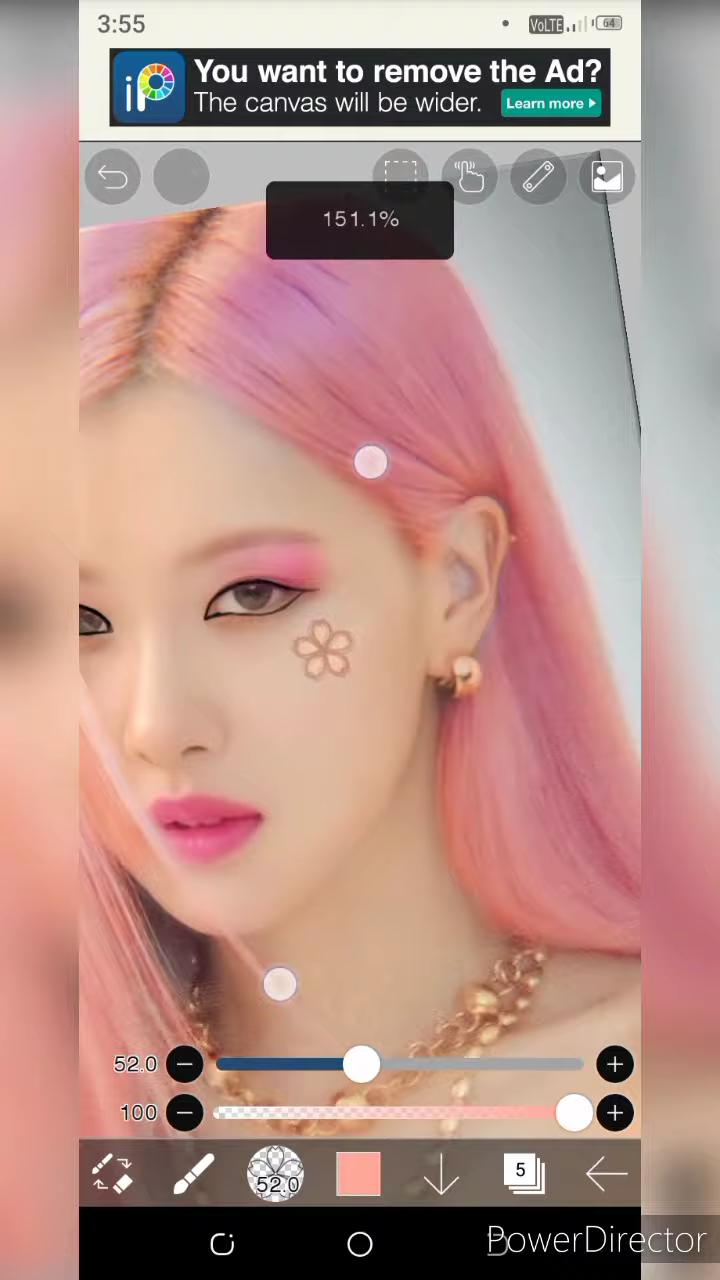 3:55
VoLTE
64
iP
You want to remove the Ad?
The canvas will be wider.
Learn more
151.1%
52.0
100
52.0
5
PowerDirector